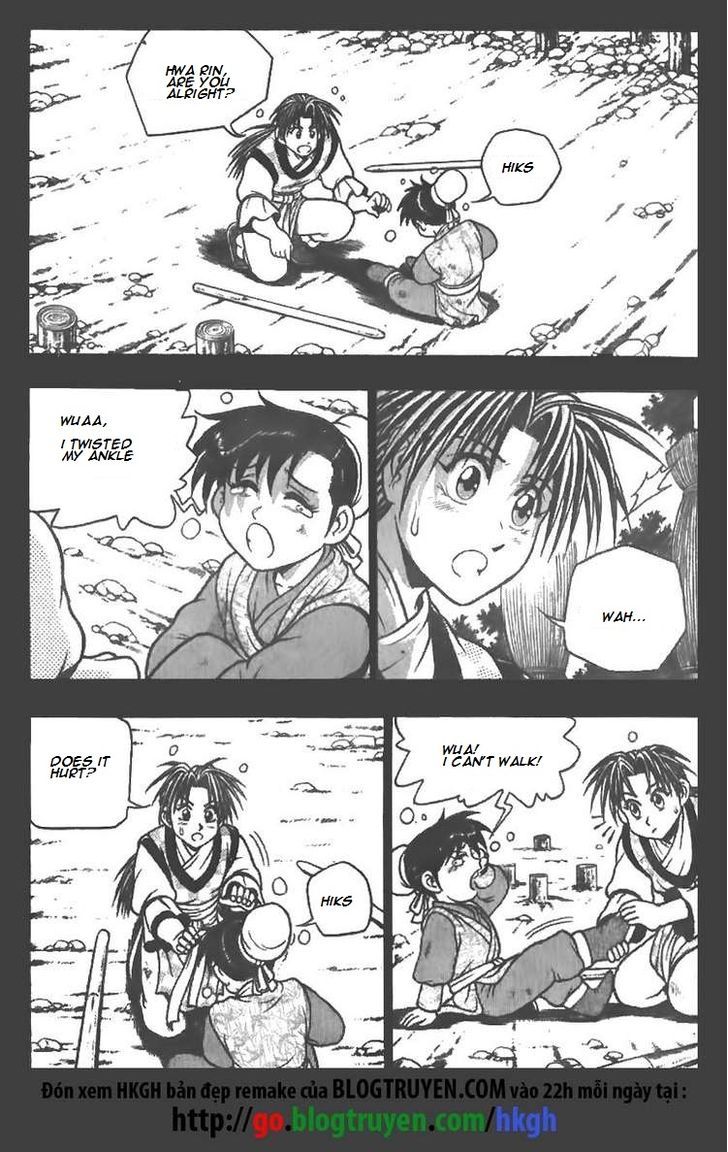 HWA RIN,
ARE YOU
ALRIGHT?
HIKS
WUAA,
I TWISTED
MY ANKLE
WAH...
DOES IT
HURT?
HIKS
WUA!
I CAN'T WALK!
Đón xem HKGH bản đẹp remake của BLOGTRUYEN.COM vào 22h mỗi ngày tại :
http://go.blogtruyen.com/hkgh